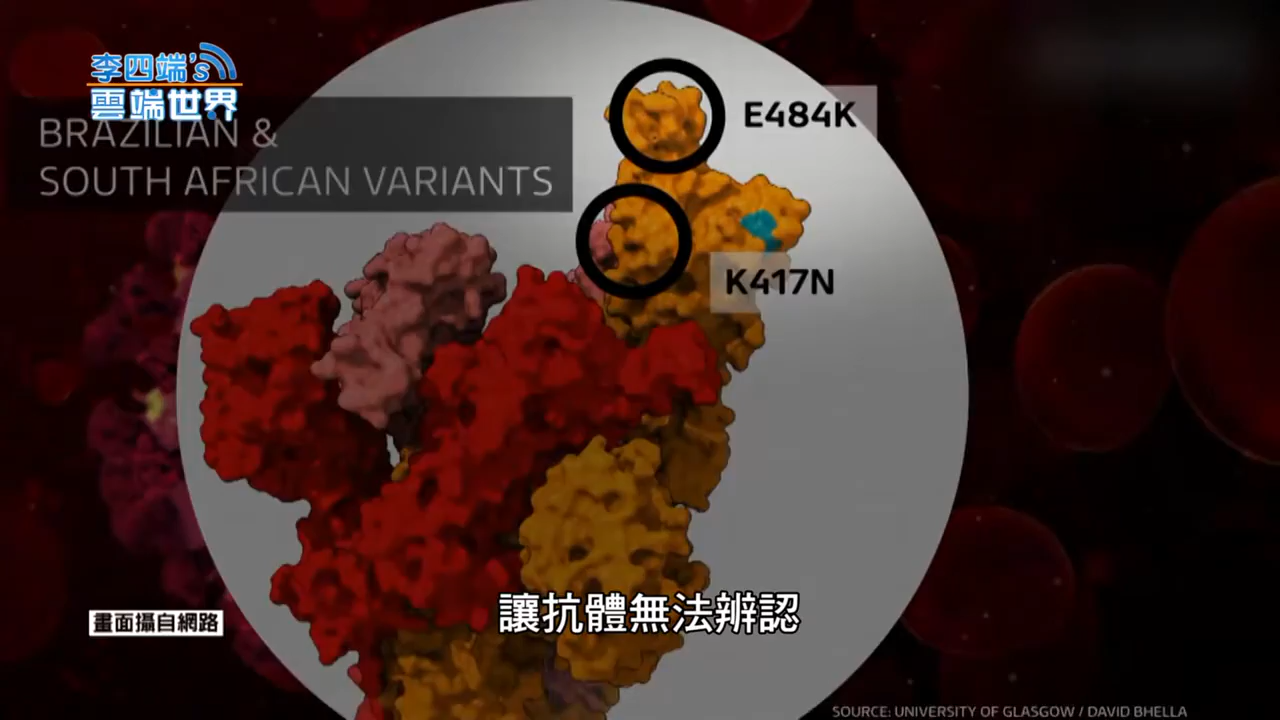 李四端's
雲端世界
BRAZILIAN &
SOUTH AFRICAN VARIANTS
E484K
K417N
讓抗體無法辨認
畫面攝自網路
SOURCE: UNIVERSITY OF GLASGOW / DAVID BHELLA